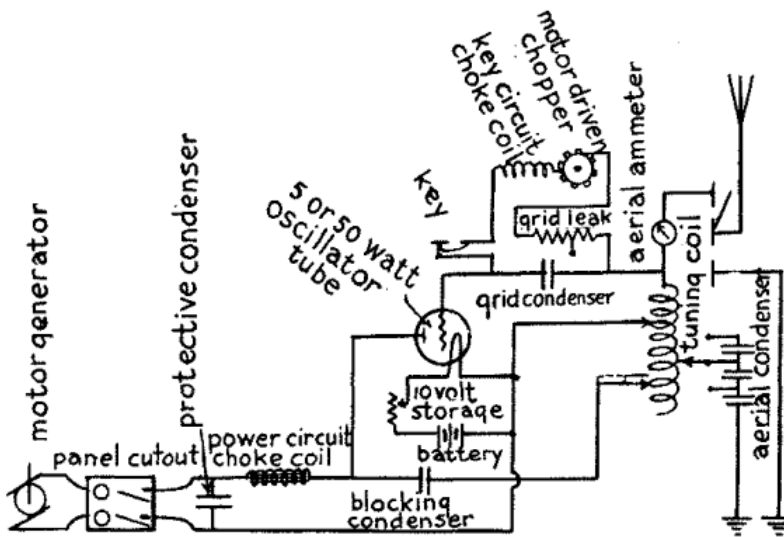 motor generator
protective condenser
panel cutout
power circuit
choke coil
5 or 50 watt
oscillator
tube
key
key circuit
choke coil
motor driven
chopper
grid leak
grid condenser
aerial ammeter
tuning coil
aerial condenser
10 volt
storage
battery
blocking
condenser